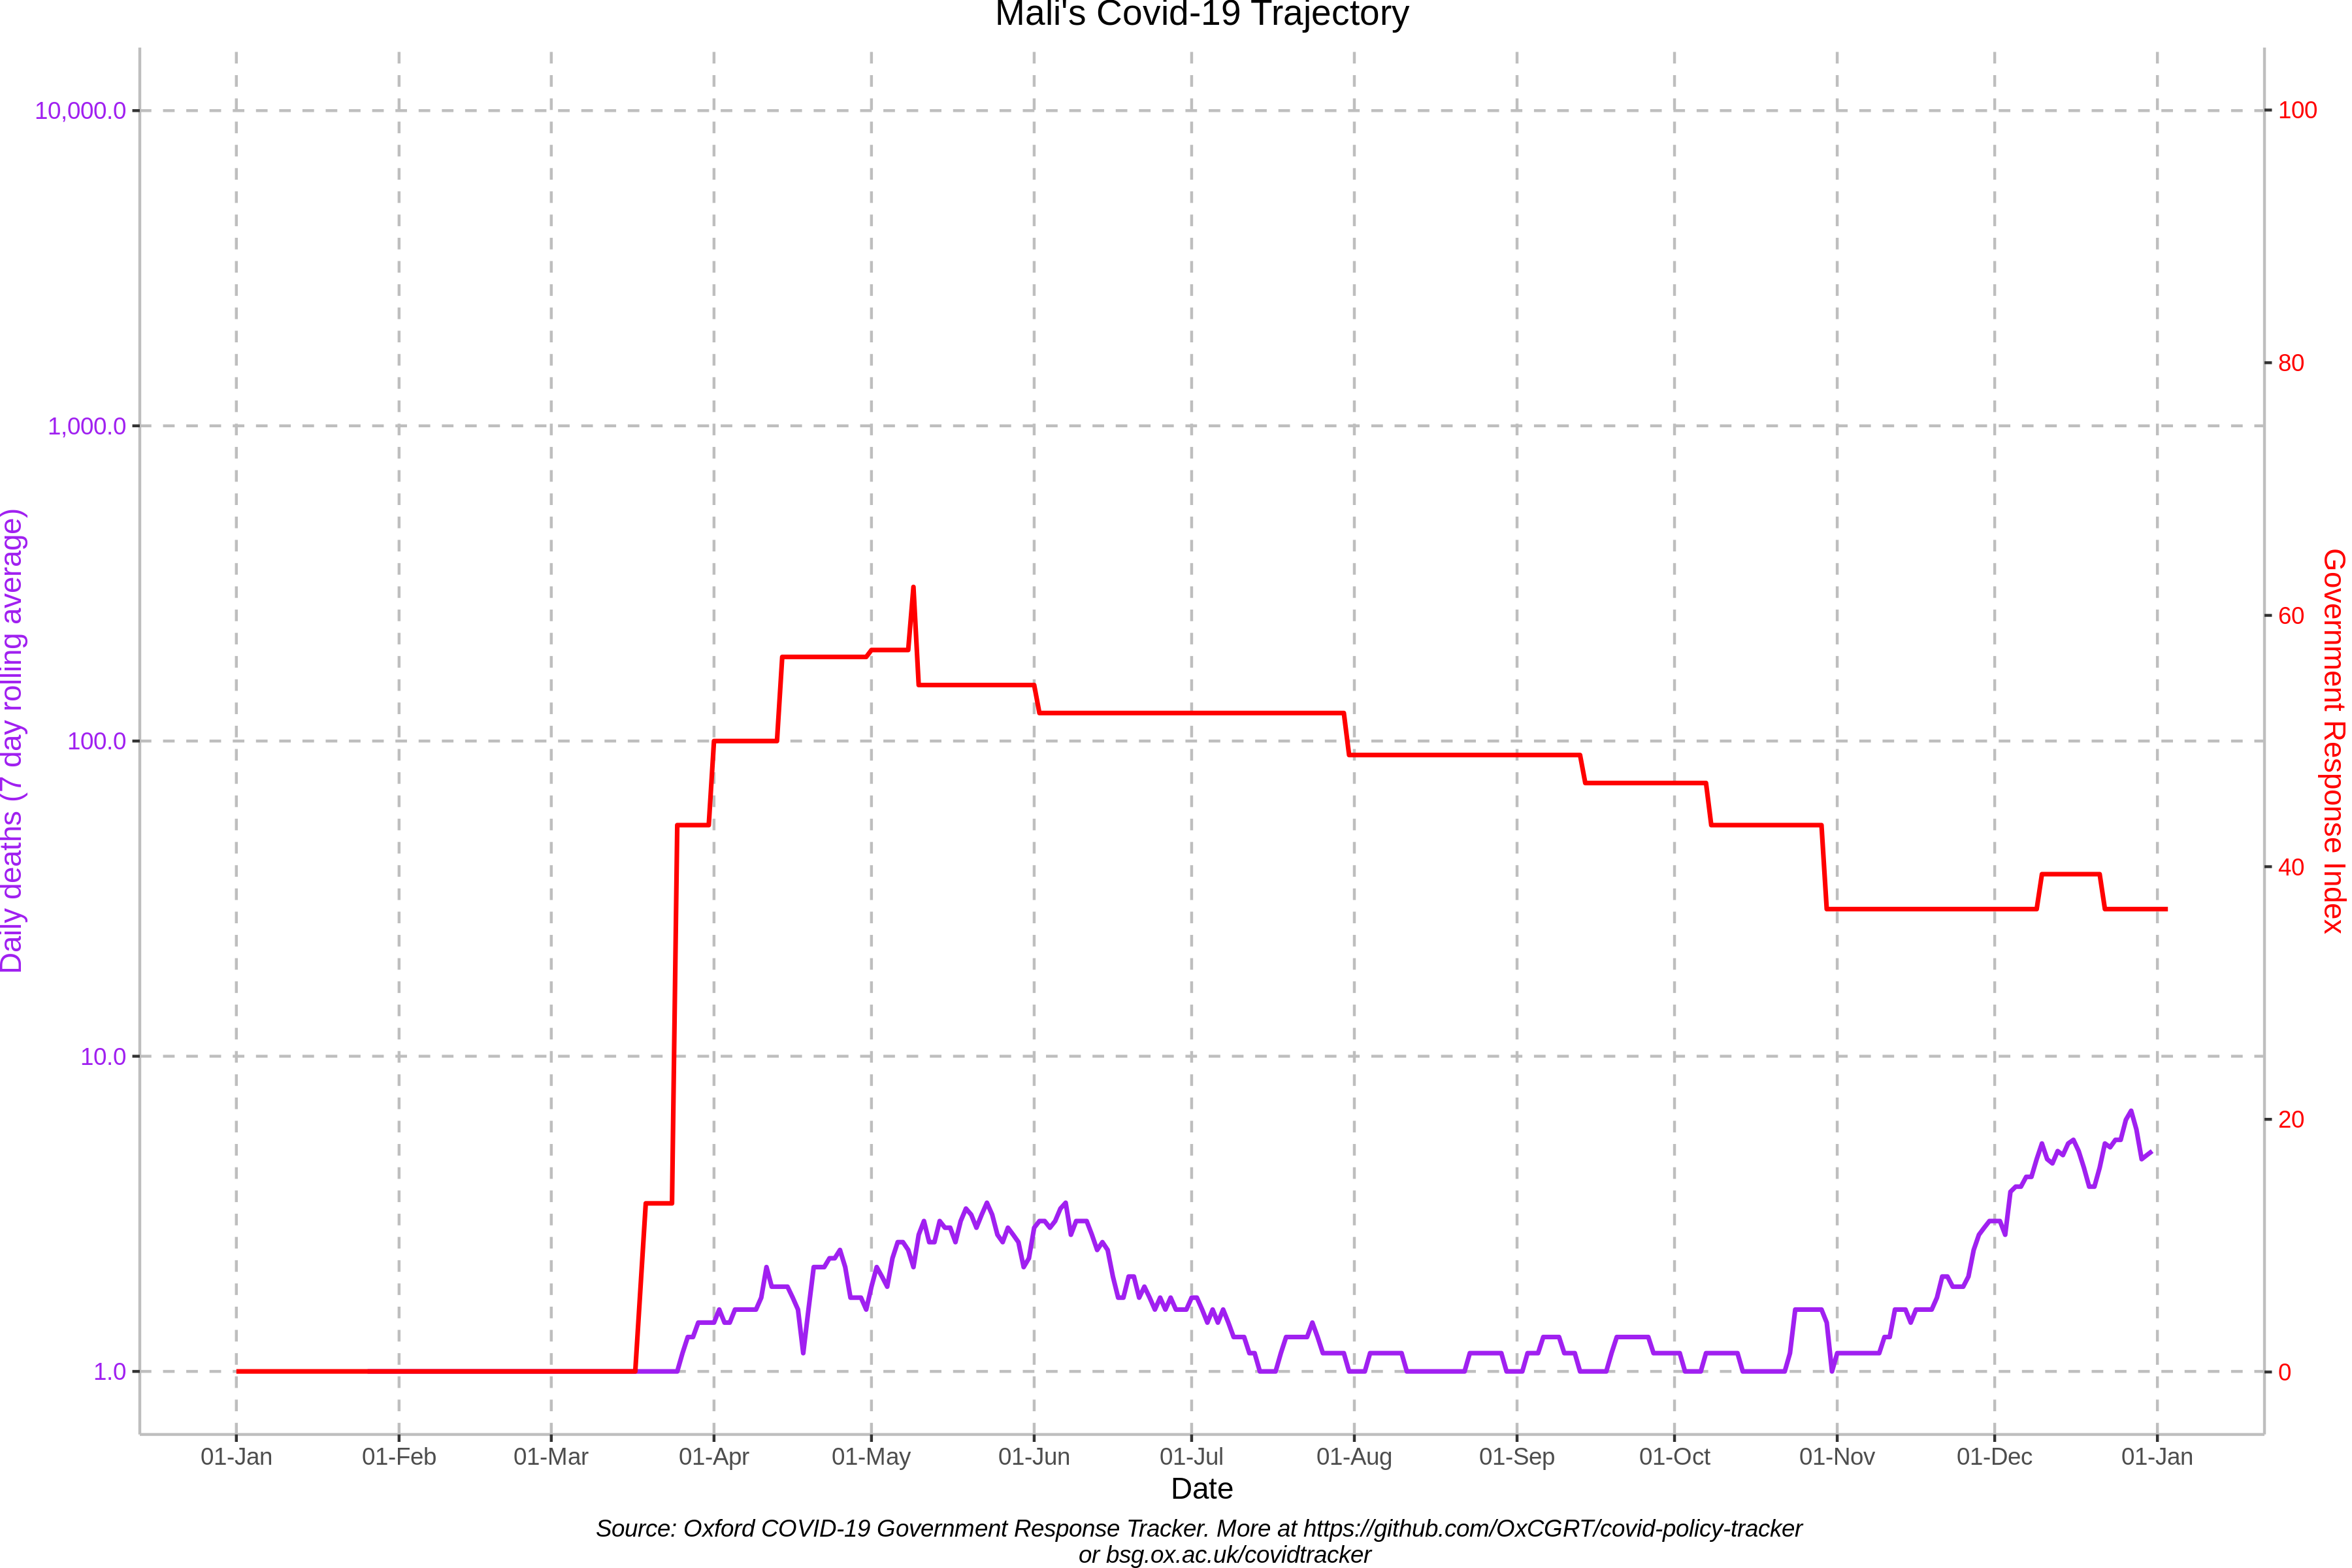 Mali's Covid-19 Trajectory
10,000.0
1,000.0
100.0
10.0
1.0
Daily deaths (7 day rolling average)
100
80
60
40
20
0
Government Response Index
01-Jan 01-Feb 01-Mar 01-Apr 01-May 01-Jun 01-Jul 01-Aug 01-Sep 01-Oct 01-Nov 01-Dec 01-Jan
Date
Source: Oxford COVID-19 Government Response Tracker. More at https://github.com/OxCGRT/covid-policy-tracker
or bsg.ox.ac.uk/covidtracker